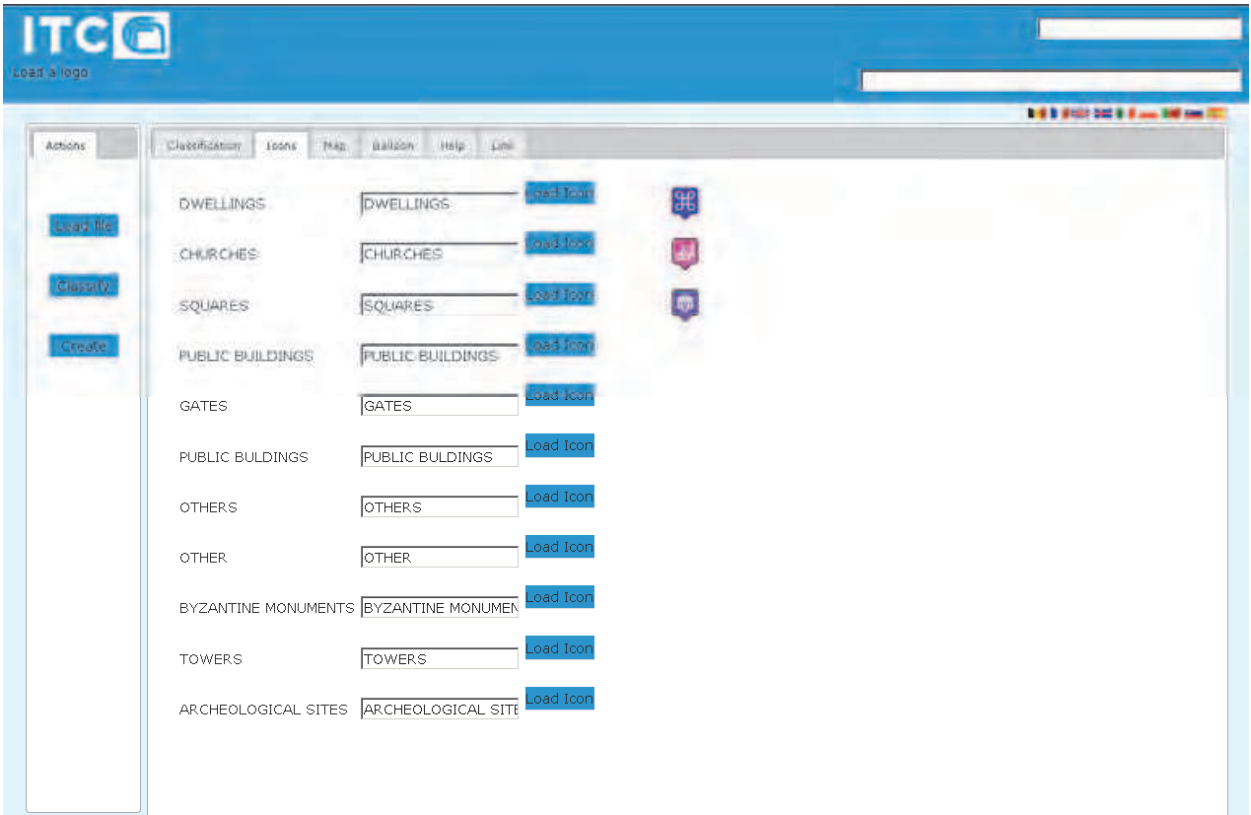 ITC
Load a logo
Actions
Classification Icons Map Balloon Help Link
Load file
Classify
Create
DWELLINGS DWELLINGS Load Icon
CHURCHES CHURCHES Load Icon
SQUARES SQUARES Load Icon
PUBLIC BUILDINGS PUBLIC BUILDINGS Load Icon
GATES GATES Load Icon
PUBLIC BULDINGS PUBLIC BULDINGS Load Icon
OTHERS OTHERS Load Icon
OTHER OTHER Load Icon
BYZANTINE MONUMENTS BYZANTINE MONUMEN Load Icon
TOWERS TOWERS Load Icon
ARCHEOLOGICAL SITES ARCHEOLOGICAL SITE Load Icon